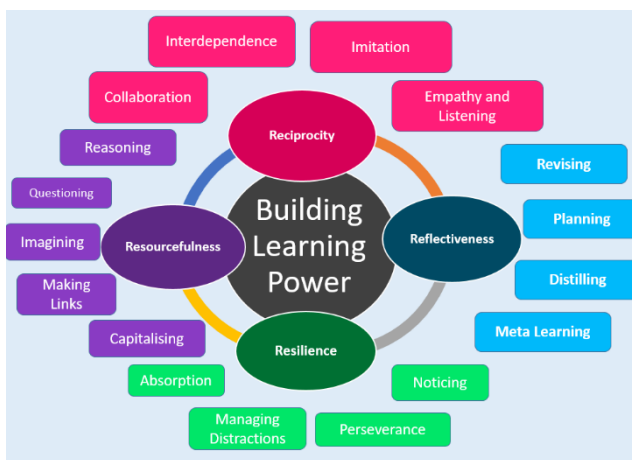 Interdependence
Imitation
Collaboration
Empathy and
Listening
Reciprocity
Reasoning
Questioning
Imagining
Making
Links
Capitalising
Resourcefulness
Building
Learning
Power
Reflectiveness
Revising
Planning
Distilling
Meta Learning
Resilience
Absorption
Managing
Distractions
Perseverance
Noticing